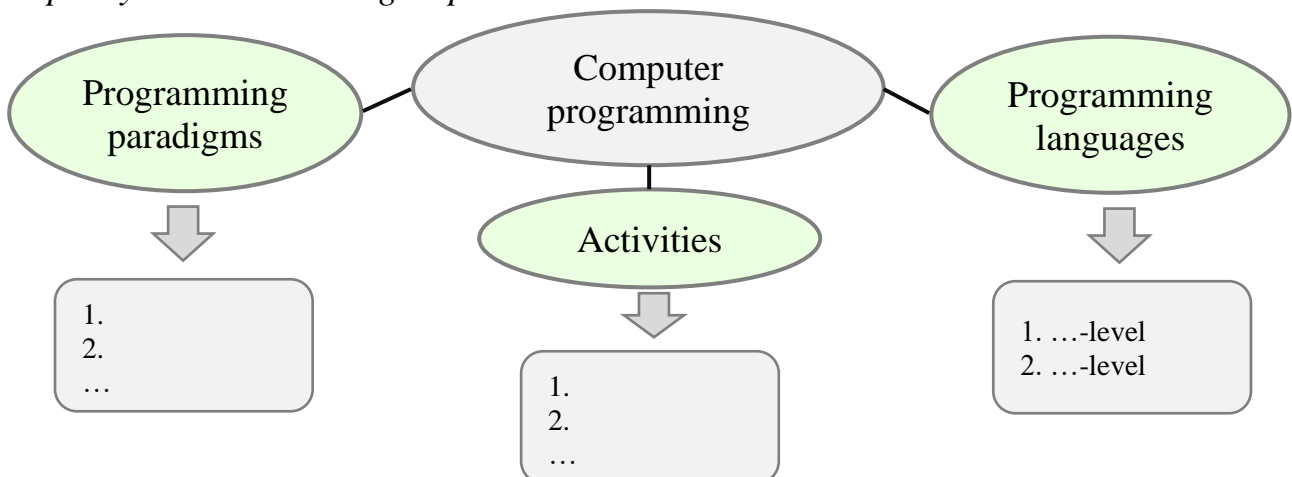 Computer
programming
Programming
paradigms
Programming
languages
Activities
1.
2.
…
1.
2.
…
1. …-level
2. …-level